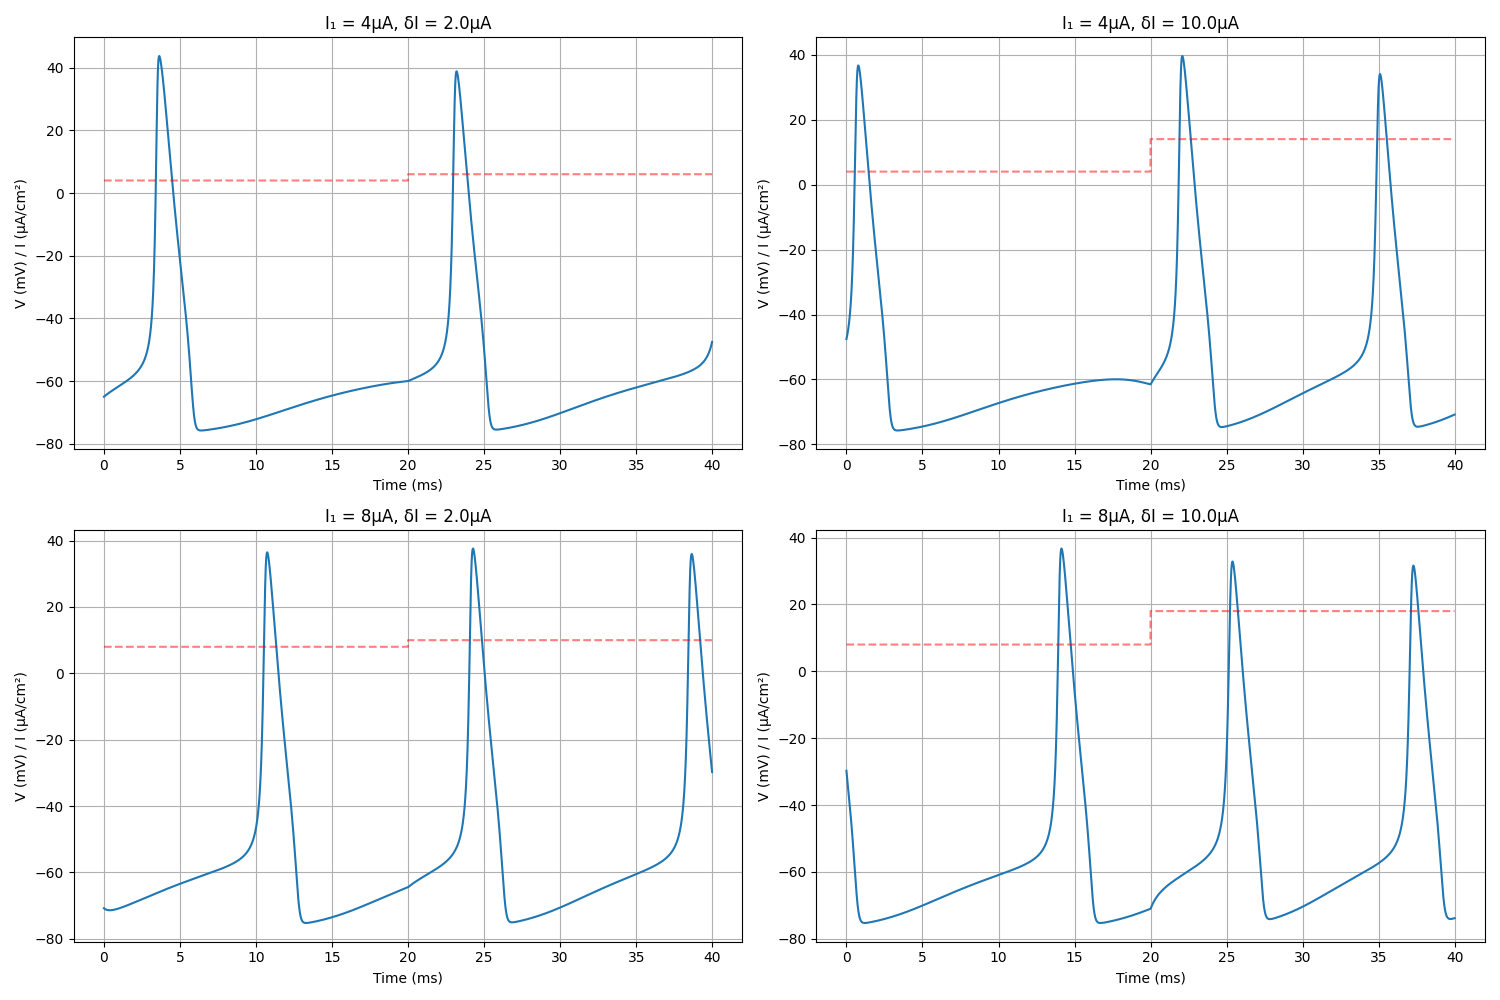 I₁ = 4μA, δI = 2.0μA
V (mV) / I (μA/cm²)
40
20
0
−20
−40
−60
−80
0 5 10 15 20 25 30 35 40
Time (ms)
I₁ = 4μA, δI = 10.0μA
V (mV) / I (μA/cm²)
40
20
0
−20
−40
−60
−80
0 5 10 15 20 25 30 35 40
Time (ms)
I₁ = 8μA, δI = 2.0μA
V (mV) / I (μA/cm²)
40
20
0
−20
−40
−60
−80
0 5 10 15 20 25 30 35 40
Time (ms)
I₁ = 8μA, δI = 10.0μA
V (mV) / I (μA/cm²)
40
20
0
−20
−40
−60
−80
0 5 10 15 20 25 30 35 40
Time (ms)